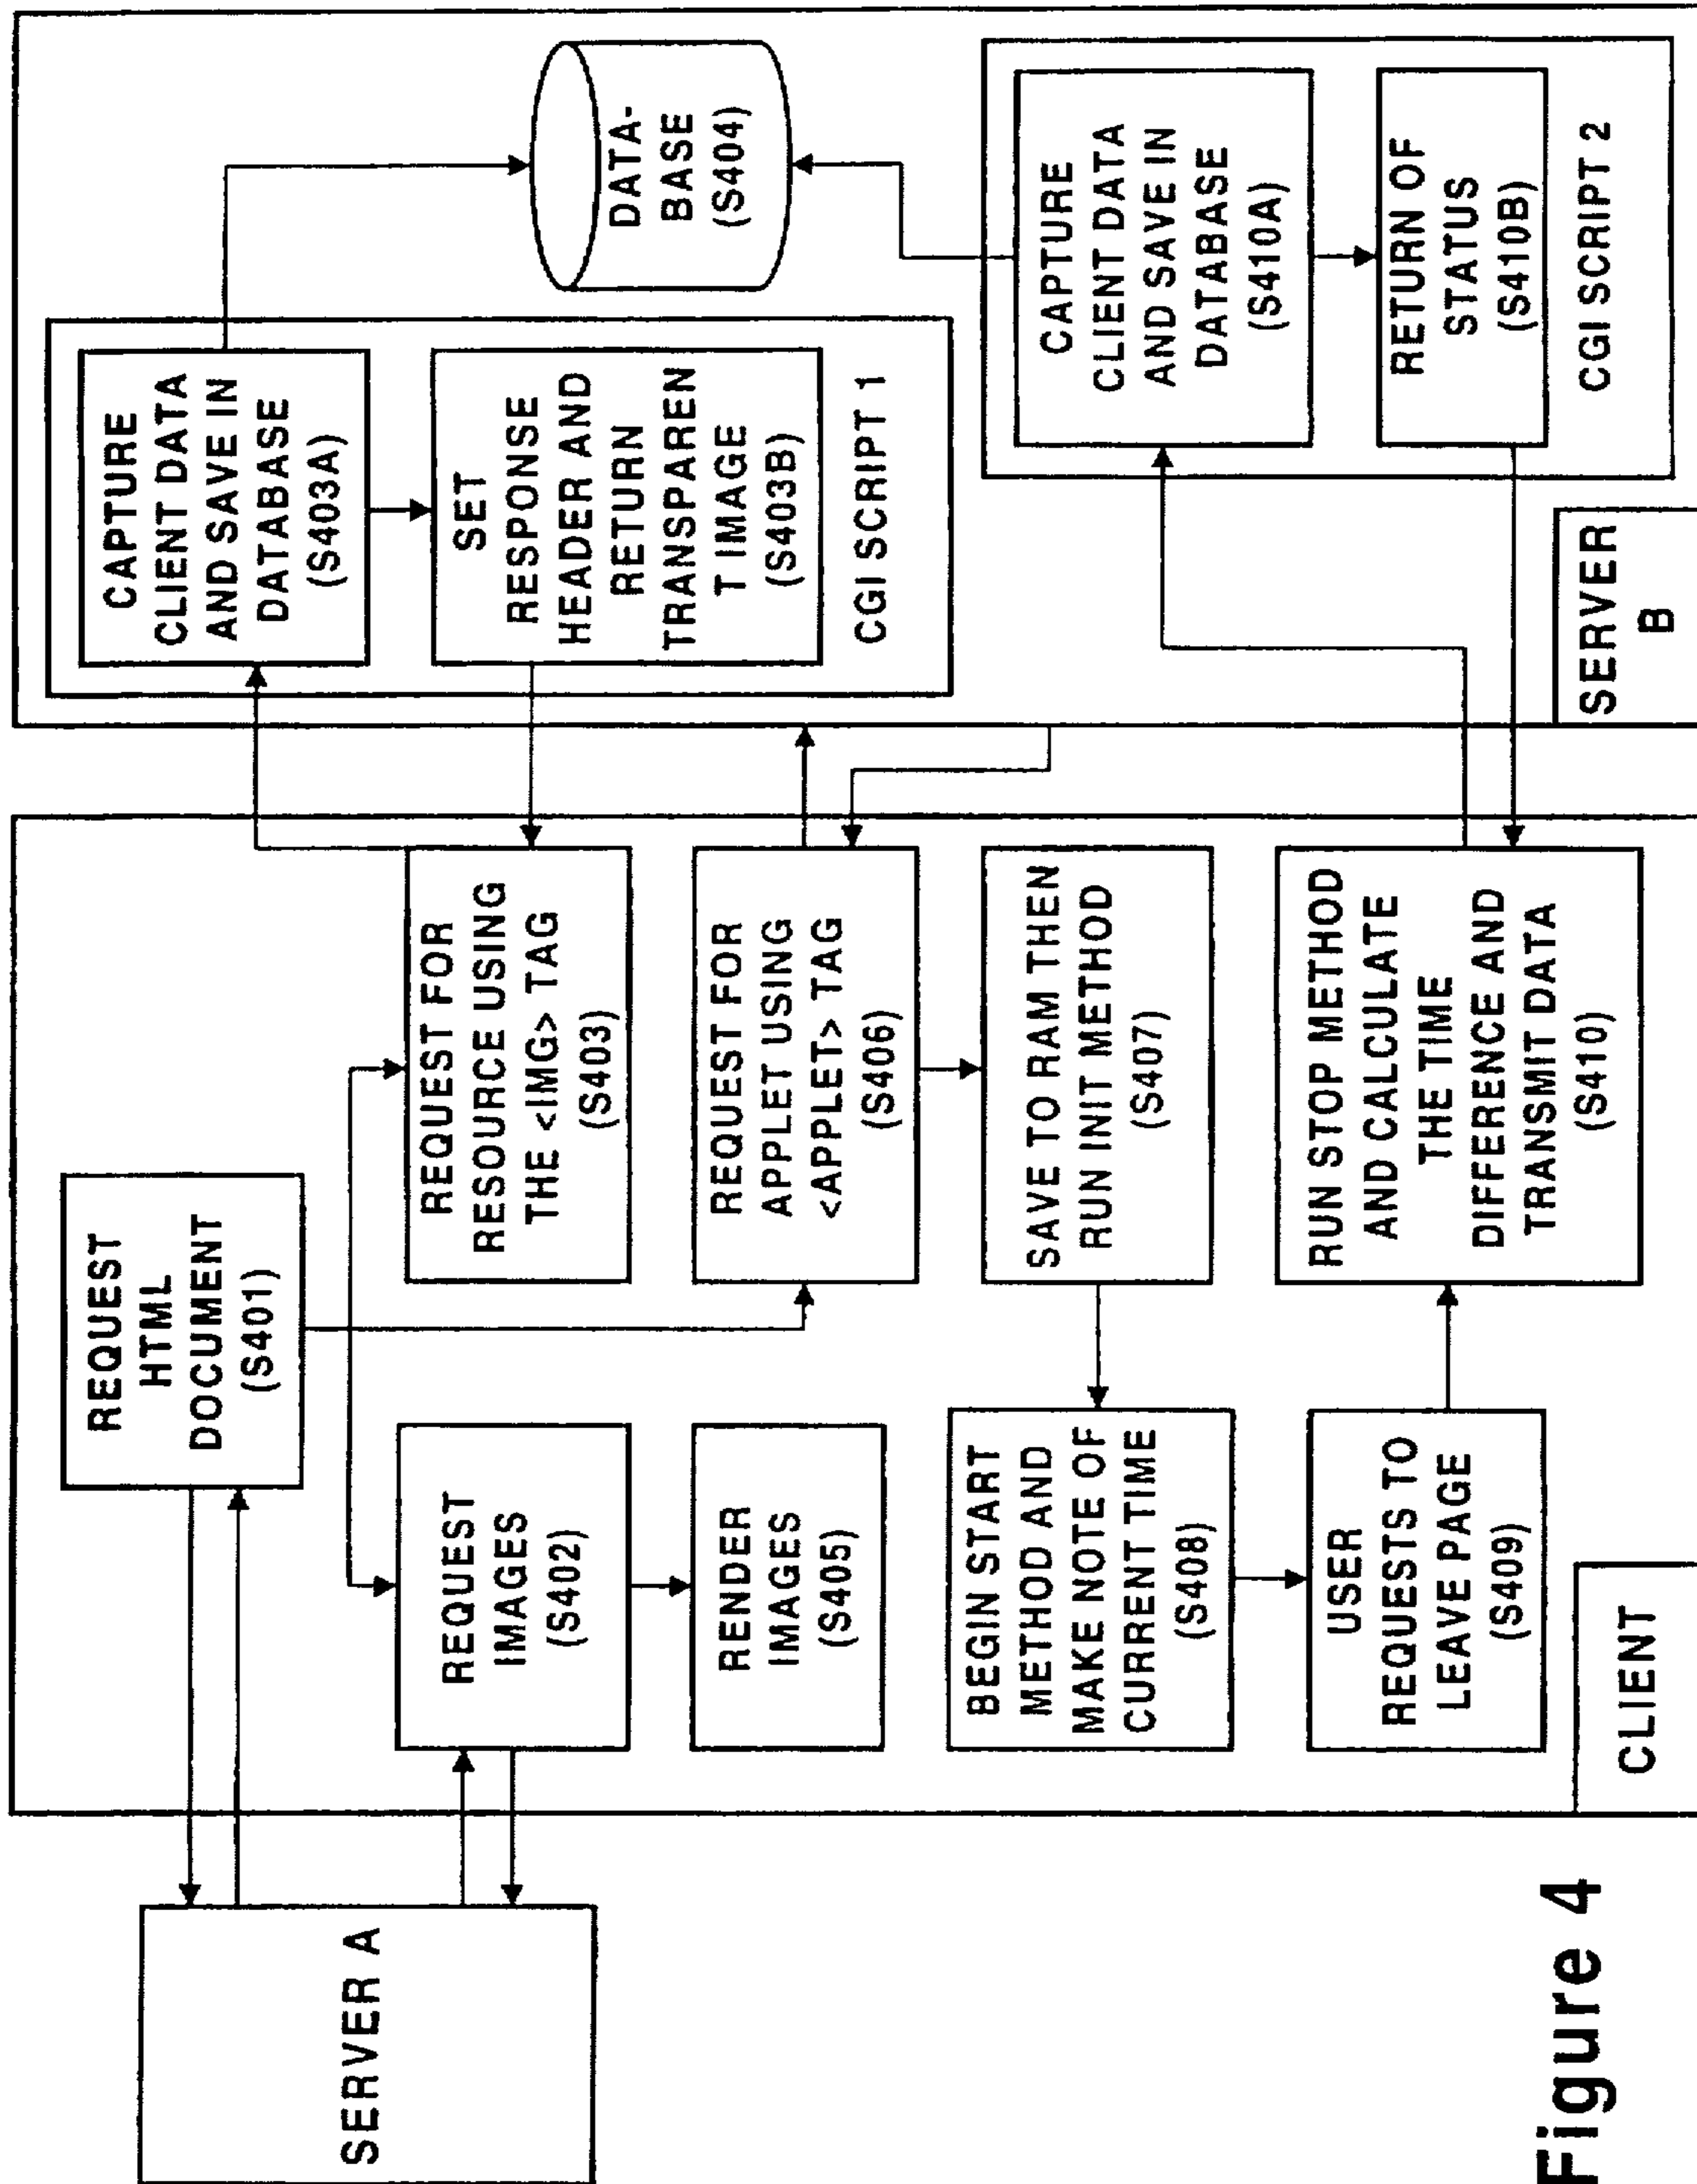 SERVER A
REQUEST
HTML
DOCUMENT
(S401)
REQUEST
IMAGES
(S402)
RENDER
IMAGES
(S405)
REQUEST FOR
RESOURCE USING
THE <IMG> TAG
(S403)
REQUEST FOR
APPLET USING
<APPLET> TAG
(S406)
SAVE TO RAM THEN
RUN INIT METHOD
(S407)
BEGIN START
METHOD AND
MAKE NOTE OF
CURRENT TIME
(S408)
USER
REQUESTS TO
LEAVE PAGE
(S409)
RUN STOP METHOD
AND CALCULATE
THE TIME
DIFFERENCE AND
TRANSMIT DATA
(S410)
CLIENT
CAPTURE
CLIENT DATA
AND SAVE IN
DATABASE
(S403A)
SET
RESPONSE
HEADER AND
RETURN
TRANSPAREN
T IMAGE
(S403B)
CGI SCRIPT 1
DATA-
BASE
(S404)
CAPTURE
CLIENT DATA
AND SAVE IN
DATABASE
(S410A)
RETURN OF
STATUS
(S410B)
CGI SCRIPT 2
SERVER
B
Figure 4